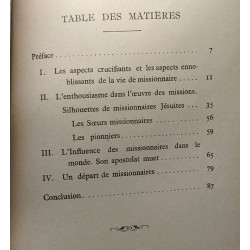 TABLE DES MATIÈRES
Préface . . . 7
I. Les aspects crucifiants et les aspects enno-
blissants de la vie de missionnaire . . . 11
II. L'enthousiasme dans l'œuvre des missions.
Silhouettes de missionnaires Jésuites . . . 35
Les Sœurs missionnaires . . . 56
Les pionniers . . . 59
III. L'Influence des missionnaires dans le
monde. Son apostolat muet . . . 65
IV. Un départ de missionnaires . . . 79
Conclusion . . . 87